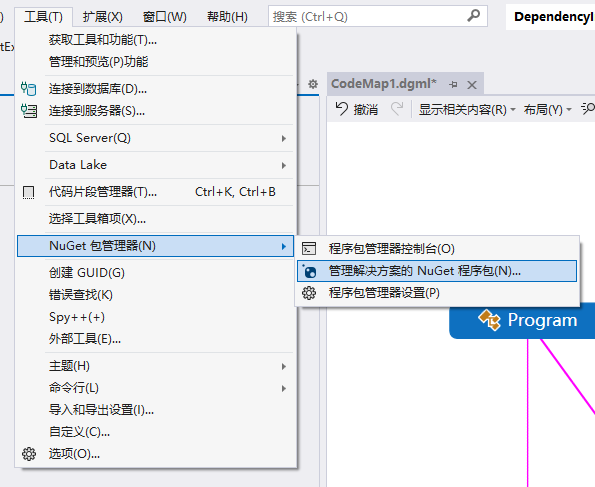 ) 工具(T) 扩展(X) 窗口(W) 帮助(H) 搜索 (Ctrl+Q) DependencyI
tEx
获取工具和功能(T)...
管理和预览(P)功能
连接到数据库(D)...
连接到服务器(S)...
SQL Server(Q)
Data Lake
代码片段管理器(T)... Ctrl+K, Ctrl+B
选择工具箱项(X)...
NuGet 包管理器(N)
创建 GUID(G)
错误查找(K)
Spy++(+)
外部工具(E)...
主题(H)
命令行(L)
导入和导出设置(I)...
自定义(C)...
选项(O)...
CodeMap1.dgml*
撤消 显示相关内容(R) 布局(Y)
程序包管理器控制台(O)
管理解决方案的 NuGet 程序包(N)...
程序包管理器设置(P)
Program